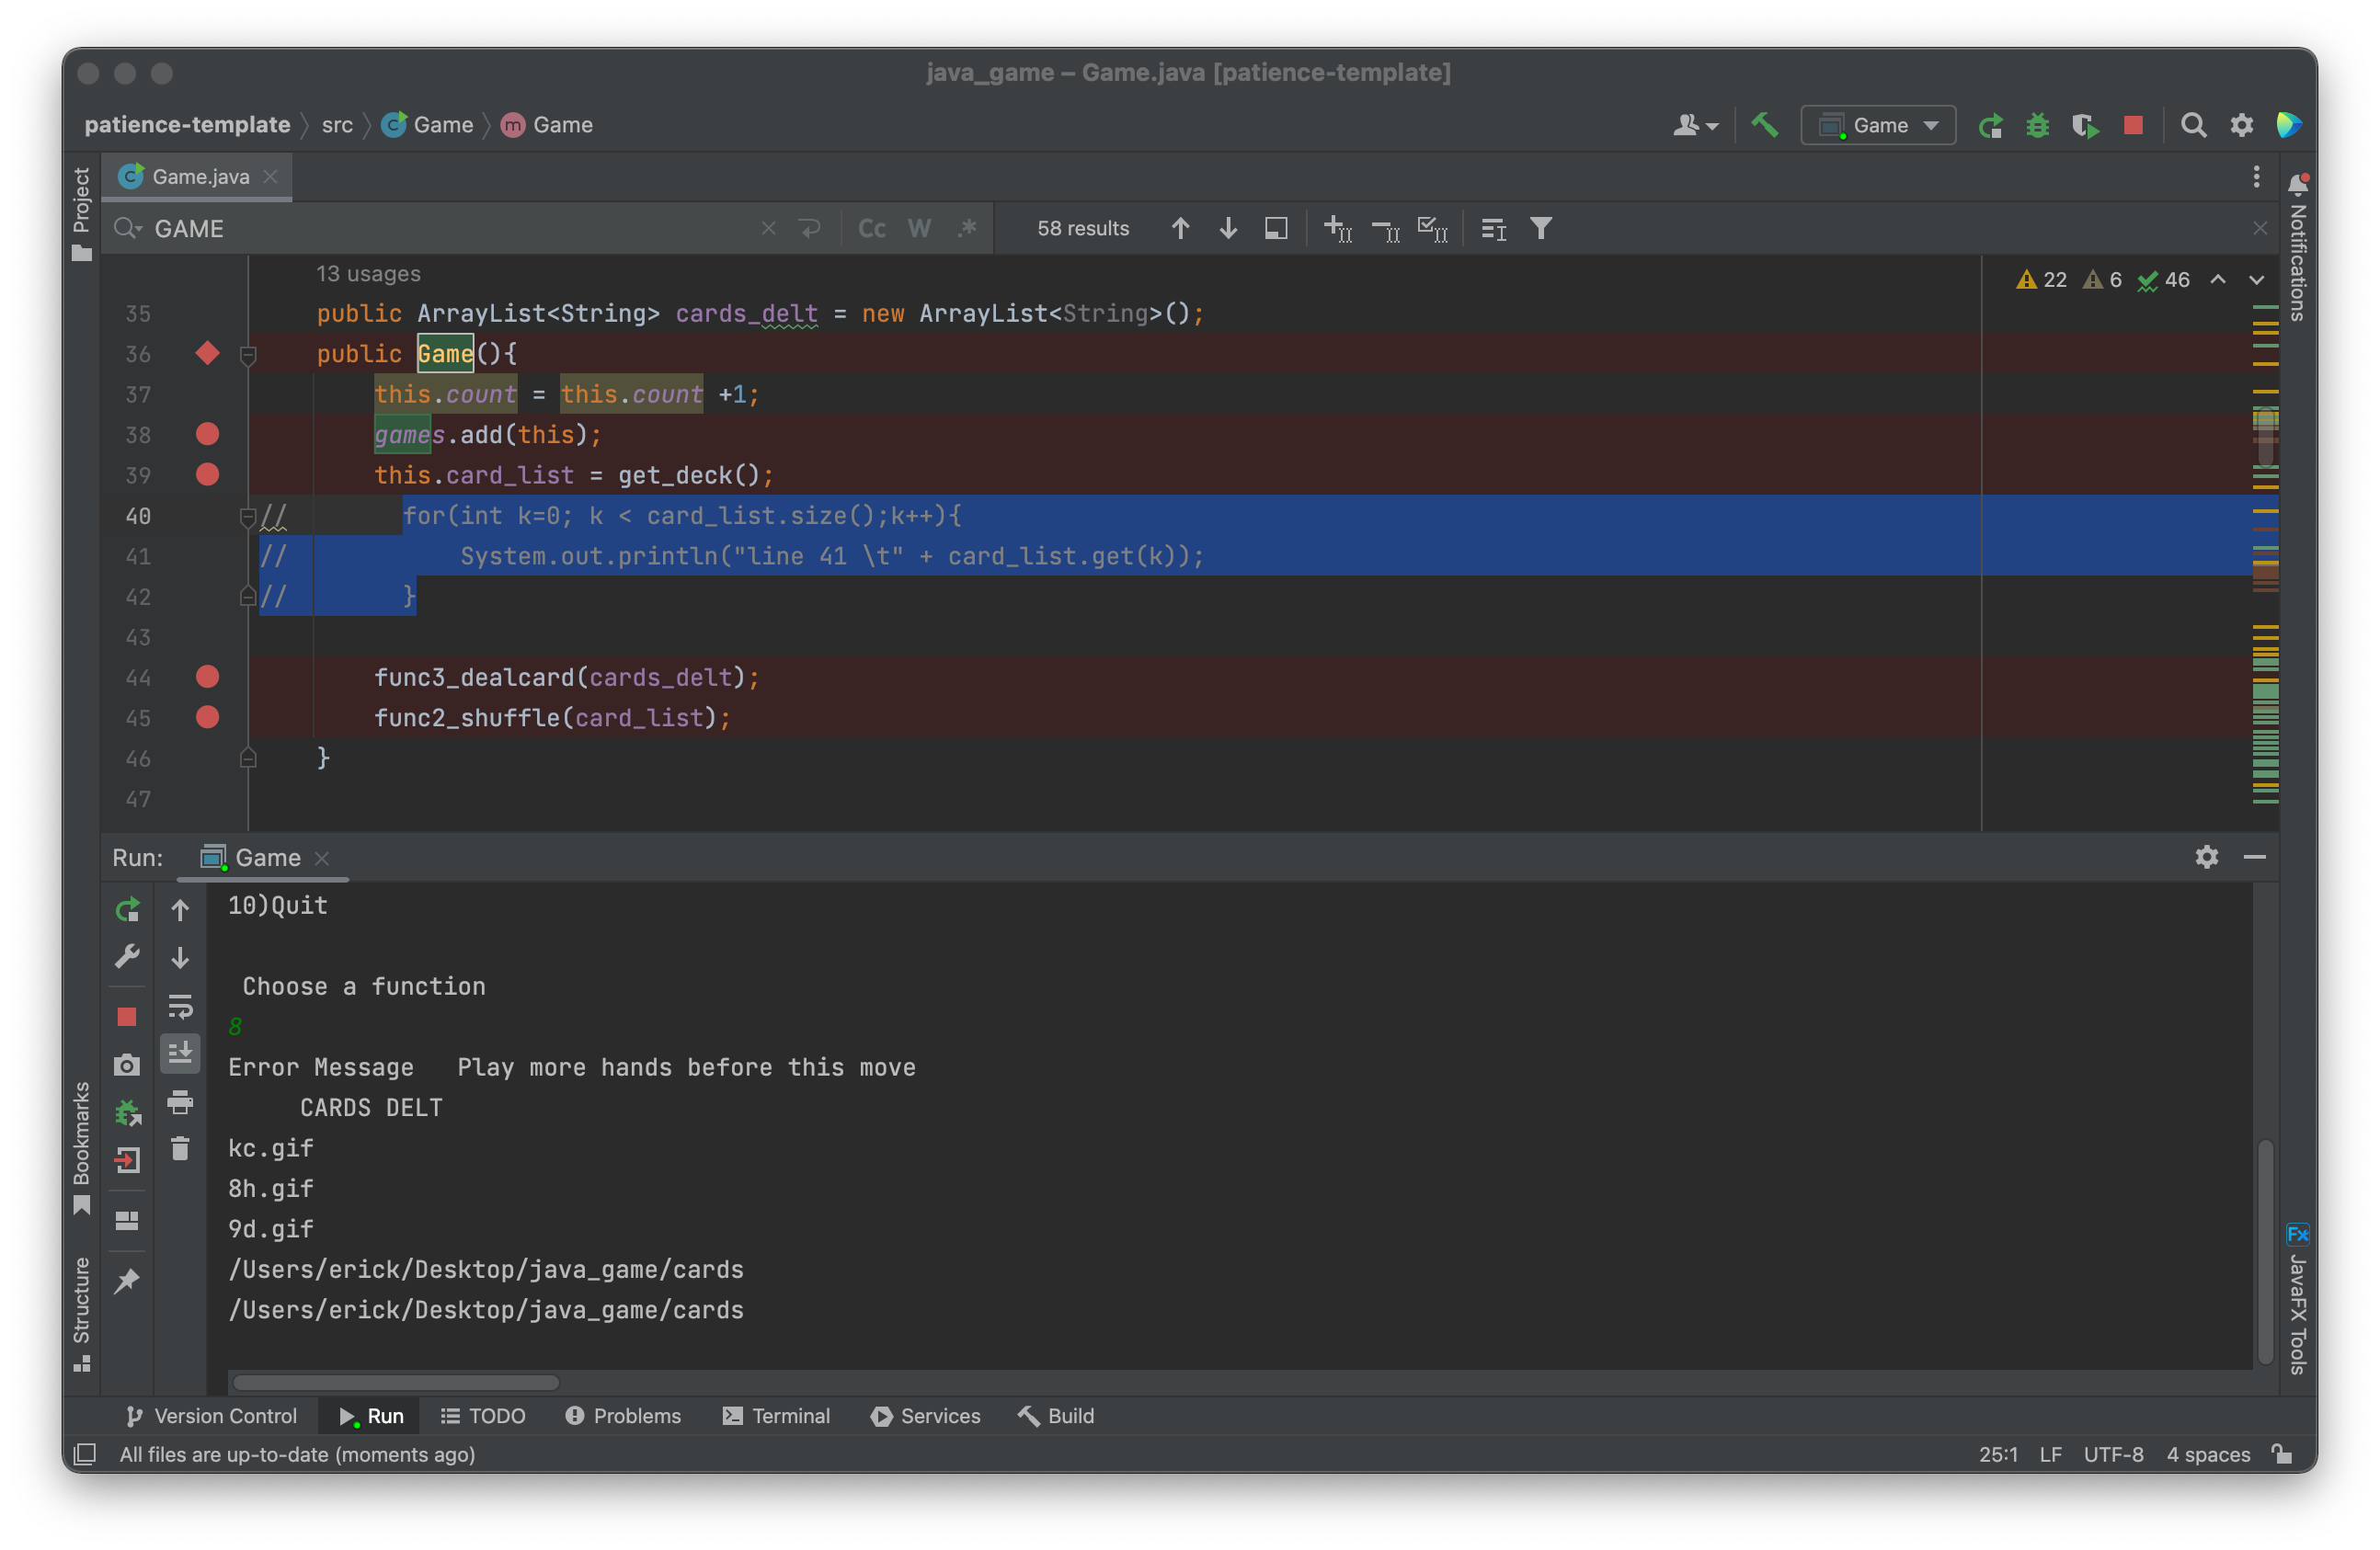 java_game – Game.java [patience-template]
patience-template src Game m Game
Game
Project
Game.java
Notifications
GAME
Cc W .*
58 results
13 usages
22 6 46
35 public ArrayList<String> cards_delt = new ArrayList<String>();
36 public Game(){
37 this.count = this.count +1;
38 games.add(this);
39 this.card_list = get_deck();
40 // for(int k=0; k < card_list.size();k++){
41 // System.out.println("line 41 \t" + card_list.get(k));
42 // }
43
44 func3_dealcard(cards_delt);
45 func2_shuffle(card_list);
46 }
47
Run: Game
10)Quit
Choose a function
8
Error Message   Play more hands before this move
CARDS DELT
kc.gif
8h.gif
9d.gif
/Users/erick/Desktop/java_game/cards
/Users/erick/Desktop/java_game/cards
Bookmarks
Structure
Fx
JavaFX Tools
Version Control Run TODO Problems Terminal Services Build
All files are up-to-date (moments ago)
25:1 LF UTF-8 4 spaces